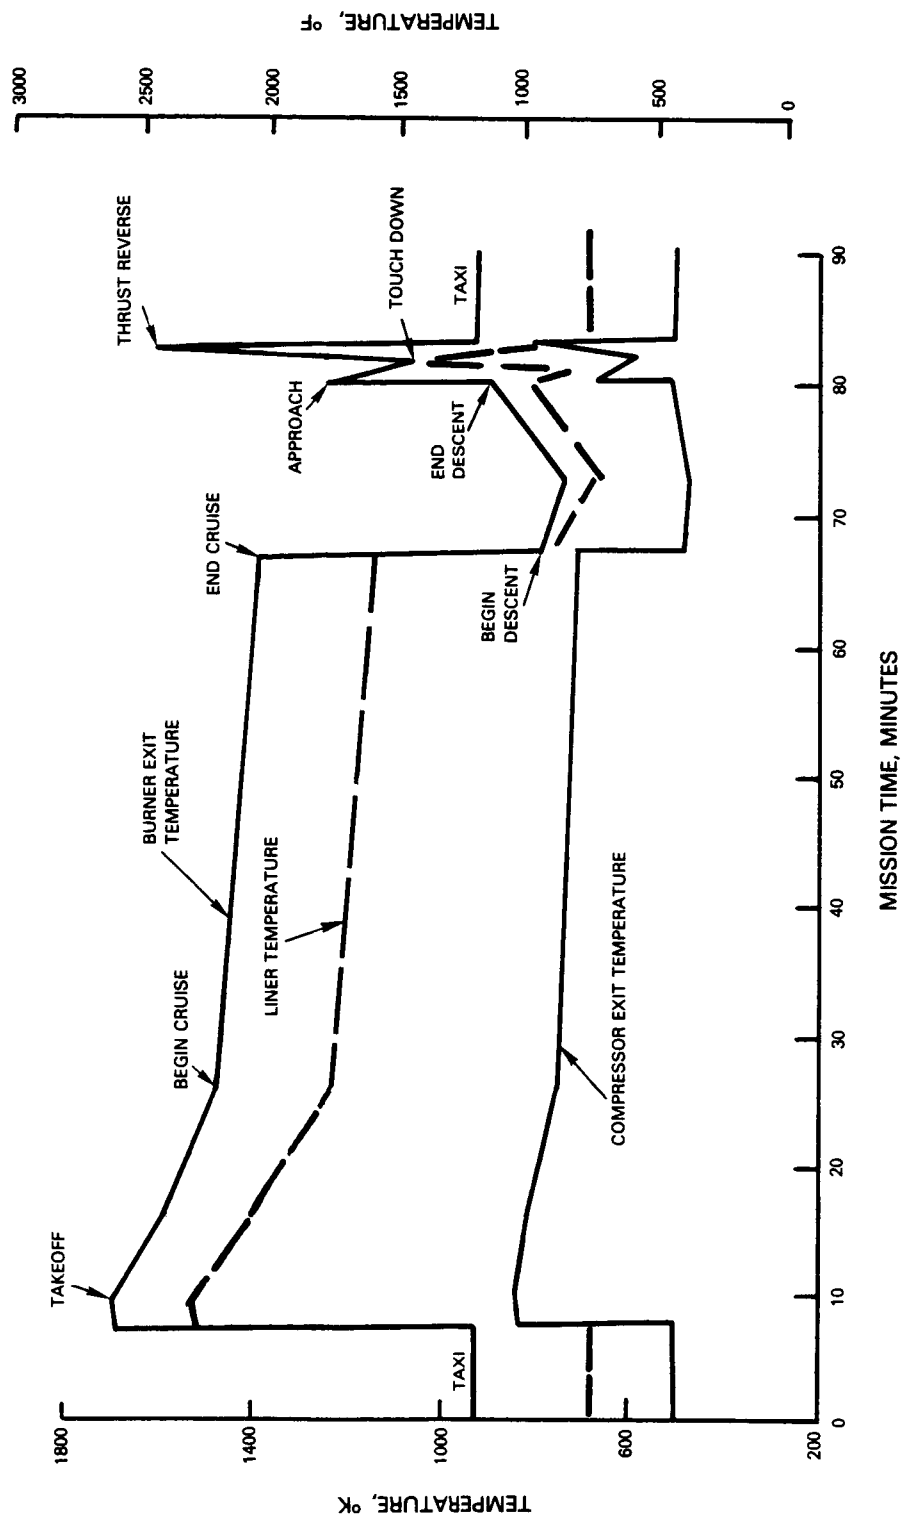 TEMPERATURE, °F
3000
2500
2000
1500
1000
500
0
THRUST REVERSE
TOUCH DOWN
TAXI
APPROACH
END
DESCENT
END CRUISE
BEGIN
DESCENT
BURNER EXIT
TEMPERATURE
LINER TEMPERATURE
BEGIN CRUISE
COMPRESSOR EXIT TEMPERATURE
TAKEOFF
TAXI
0
10
20
30
40
50
60
70
80
90
MISSION TIME, MINUTES
1800
1400
1000
600
200
TEMPERATURE, °K